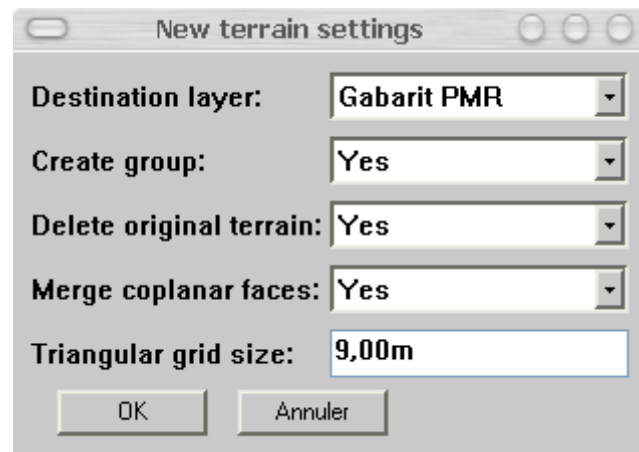 New terrain settings
Destination layer: Gabarit PMR
Create group: Yes
Delete original terrain: Yes
Merge coplanar faces: Yes
Triangular grid size: 9,00m
OK Annuler